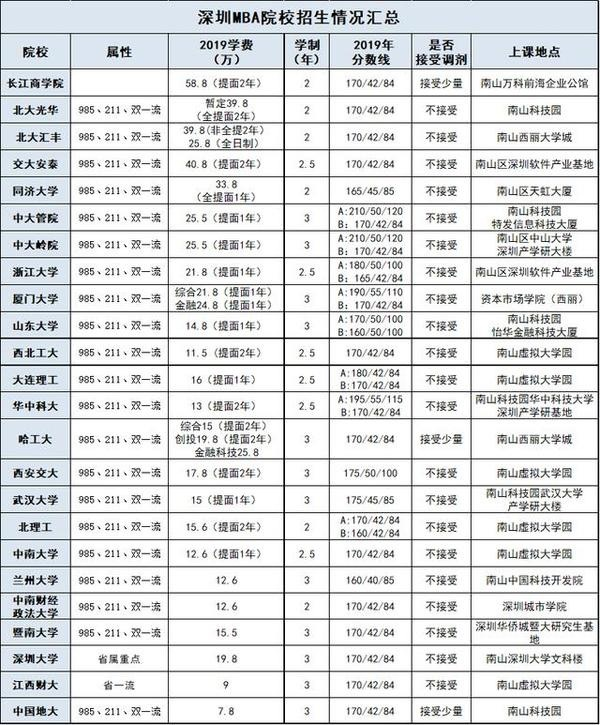 深圳MBA院校招生情况汇总
院校 属性 2019学费（万） 学制（年） 2019年分数线 是否接受调剂 上课地点
长江商学院 58.8（提面2年） 2 170/42/84 接受少量 南山万科前海企业公馆
北大光华 985、211、双一流 暂定39.8（全提面2年） 2 170/42/84 不接受 南山科技园
北大汇丰 985、211、双一流 39.8(非全提2年) 25.8（全日制） 2 170/42/84 不接受 南山西丽大学城
交大安泰 985、211、双一流 40.8（提面2年） 2.5 170/42/84 不接受 南山区深圳软件产业基地
同济大学 985、211、双一流 33.8（全提面1年） 2 165/45/85 不接受 南山区天虹大厦
中大管院 985、211、双一流 25.5（提面1年） 3 A:210/50/120 B：170/42/84 不接受 南山科技园特发信息科技大厦
中大岭院 985、211、双一流 25.5（提面1年） 3 A:210/50/120 B：170/42/84 不接受 南山区中山大学深圳产学研大楼
浙江大学 985、211、双一流 21.8（提面1年） 2.5 A:180/50/100 B：165/42/84 不接受 南山区深圳软件产业基地
厦门大学 985、211、双一流 综合21.8（提面1年） 金融24.8（提面1年） 3 A:190/55/110 B：170/42/84 不接受 资本市场学院（西丽）
山东大学 985、211、双一流 14.8（提面1年） 3 A:170/50/100 B:160/50/100 不接受 南山科技园怡华金融科技大厦
西北工大 985、211、双一流 11.5（提面2年） 2.5 170/42/84 不接受 南山虚拟大学园
大连理工 985、211、双一流 16（提面1年） 2.5 A:180/42/84 B:170/42/84 不接受 南山虚拟大学园
华中科大 985、211、双一流 13（提面2年） 2.5 A:195/55/115 B:170/42/84 不接受 南山科技园华中科技大学深圳产学研基地
哈工大 985、211、双一流 综合15（提面2年） 创投19.8（提面2年） 金融科技25.8 3 170/42/84 接受少量 南山西丽大学城
西安交大 985、211、双一流 17.8（提面2年） 3 175/50/100 不接受 南山虚拟大学园
武汉大学 985、211、双一流 15（提面1年） 3 175/45/85 不接受 南山科技园武汉大学产学研大楼
北理工 985、211、双一流 15.6（提面2年） 2 A:170/42/84 B:160/42/84 不接受 南山虚拟大学园
中南大学 985、211、双一流 12.6（提面1年） 2.5 170/42/84 不接受 南山虚拟大学园
兰州大学 985、211、双一流 12.6 3 160/40/85 不接受 南山中国科技开发院
中南财经政法大学 985、211、双一流 12.6 2 170/42/84 不接受 深圳城市学院
暨南大学 985、211、双一流 15.5 3 170/42/84 不接受 深圳华侨城暨大研究生基地
深圳大学 省属重点 19.8 3 170/42/84 不接受 南山深圳大学文科楼
江西财大 省一流 9 3 170/42/84 不接受 南山虚拟大学园
中国地大 985、211、双一流 7.8 3 170/42/84 接受少量 南山虚拟大学园